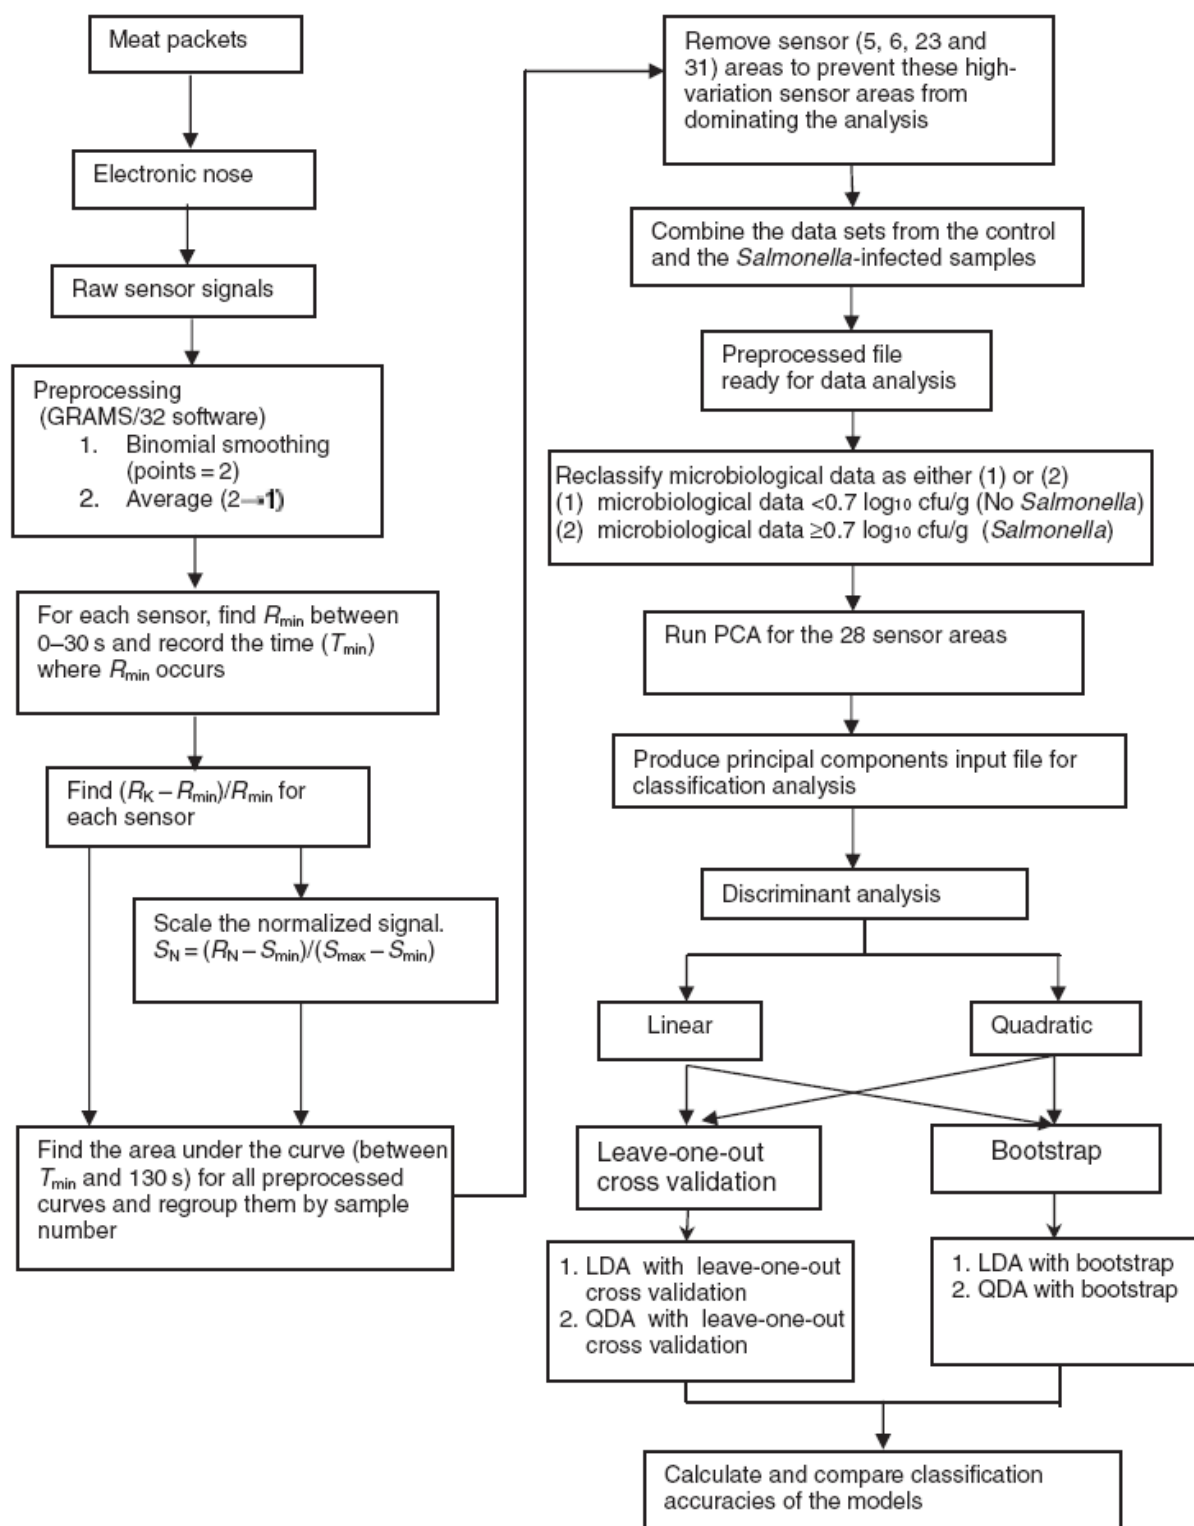 Meat packets
Electronic nose
Raw sensor signals
Preprocessing
(GRAMS/32 software)
1. Binomial smoothing
(points = 2)
2. Average (2→1)
For each sensor, find Rmin between
0–30 s and record the time (Tmin)
where Rmin occurs
Find (RK – Rmin)/Rmin for
each sensor
Scale the normalized signal.
SN = (RN – Smin)/(Smax – Smin)
Find the area under the curve (between
Tmin and 130 s) for all preprocessed
curves and regroup them by sample
number
Remove sensor (5, 6, 23 and
31) areas to prevent these high-
variation sensor areas from
dominating the analysis
Combine the data sets from the control
and the Salmonella-infected samples
Preprocessed file
ready for data analysis
Reclassify microbiological data as either (1) or (2)
(1) microbiological data <0.7 log10 cfu/g (No Salmonella)
(2) microbiological data ≥0.7 log10 cfu/g (Salmonella)
Run PCA for the 28 sensor areas
Produce principal components input file for
classification analysis
Discriminant analysis
Linear
Quadratic
Leave-one-out
cross validation
Bootstrap
1. LDA with leave-one-out
cross validation
2. QDA with leave-one-out
cross validation
1. LDA with bootstrap
2. QDA with bootstrap
Calculate and compare classification
accuracies of the models